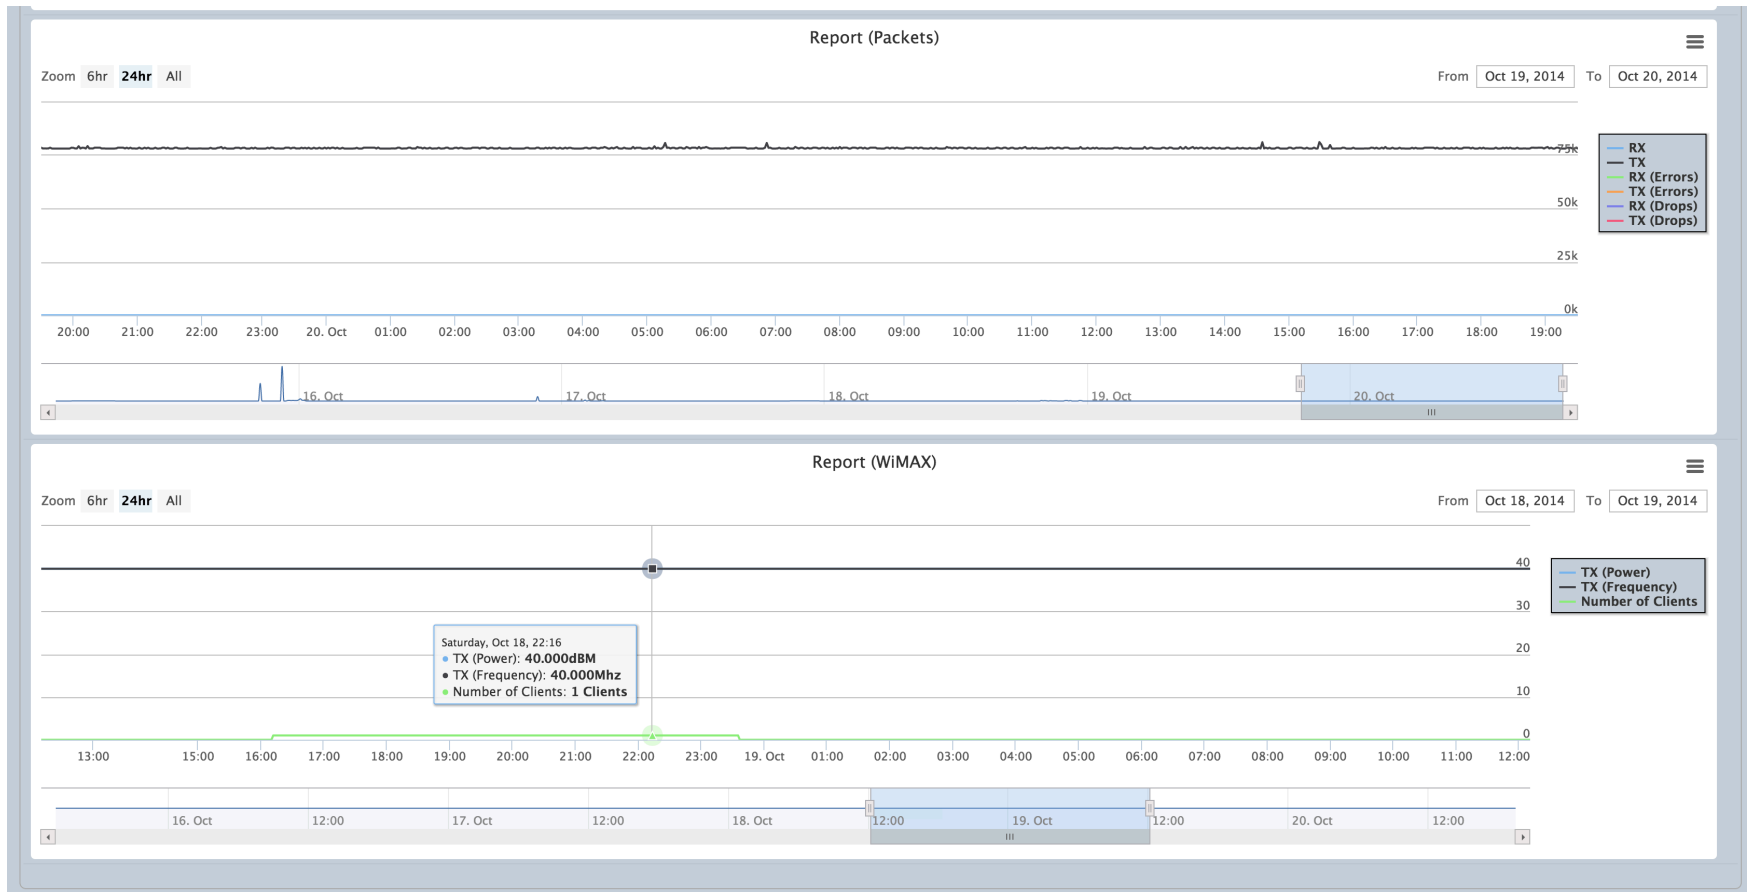 Report (Packets)
Zoom 6hr 24hr All From Oct 19, 2014 To Oct 20, 2014
75k
50k
25k
0k
RX
TX
RX (Errors)
TX (Errors)
RX (Drops)
TX (Drops)
20:00 21:00 22:00 23:00 20. Oct 01:00 02:00 03:00 04:00 05:00 06:00 07:00 08:00 09:00 10:00 11:00 12:00 13:00 14:00 15:00 16:00 17:00 18:00 19:00
16. Oct 17. Oct 18. Oct 19. Oct 20. Oct
Report (WiMAX)
Zoom 6hr 24hr All From Oct 18, 2014 To Oct 19, 2014
40
30
20
10
0
TX (Power)
TX (Frequency)
Number of Clients
Saturday, Oct 18, 22:16
TX (Power): 40.000dBM
TX (Frequency): 40.000Mhz
Number of Clients: 1 Clients
13:00 15:00 16:00 17:00 18:00 19:00 20:00 21:00 22:00 23:00 19. Oct 01:00 02:00 03:00 04:00 05:00 06:00 07:00 08:00 09:00 10:00 11:00 12:00
16. Oct 12:00 17. Oct 12:00 18. Oct 12:00 19. Oct 12:00 20. Oct 12:00